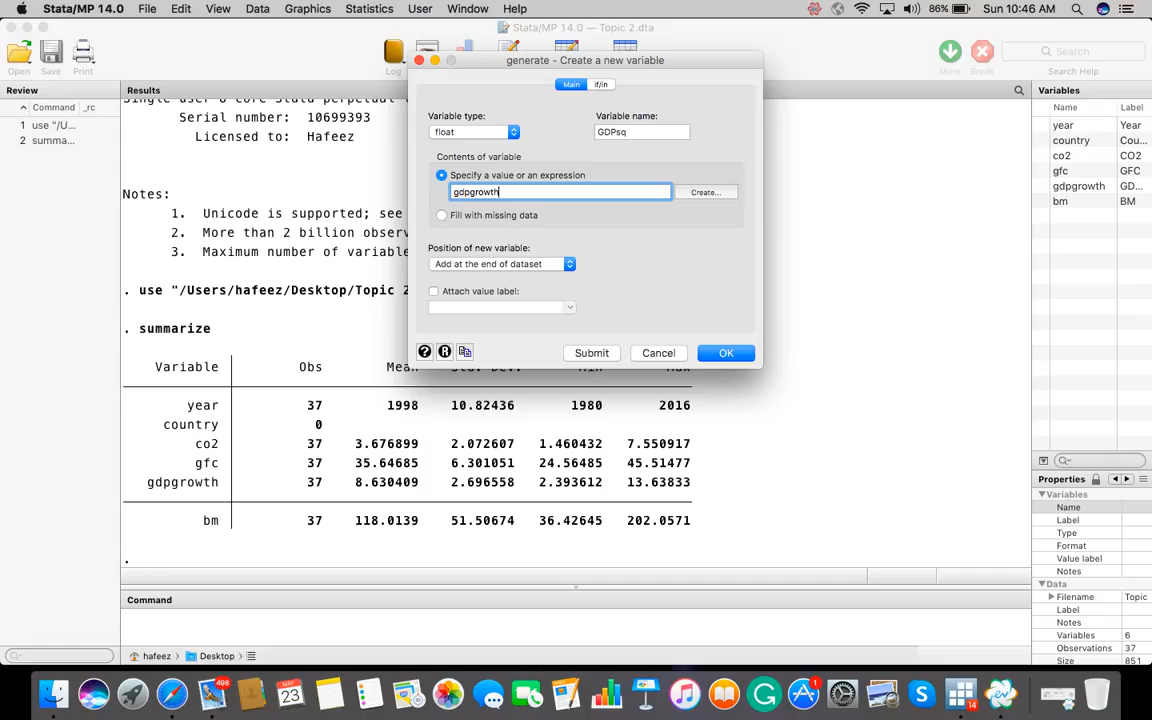 Stata/MP 14.0 File Edit View Data Graphics Statistics User Window Help 86% Sun 10:46 AM
Stata/MP 14.0 — Topic 2.dta
Open Save Print Log More Break Search
Search Help
generate - Create a new variable
Main if/in
Variable type: Variable name:
float GDPsq
Contents of variable
Specify a value or an expression
gdpgrowth Create...
Fill with missing data
Position of new variable:
Add at the end of dataset
Attach value label:
? R
Submit Cancel OK
Review
Command _rc
1 use "/U...
2 summa...
Results
Serial number: 10699393
Licensed to: Hafeez
Notes:
1. Unicode is supported; see
2. More than 2 billion observ
3. Maximum number of variable
. use "/Users/hafeez/Desktop/Topic 2
. summarize
Variable Obs Mean Std. Dev. Min Max
year 37 1998 10.82436 1980 2016
country 0
co2 37 3.676899 2.072607 1.460432 7.550917
gfc 37 35.64685 6.301051 24.56485 45.51477
gdpgrowth 37 8.630409 2.696558 2.393612 13.63833
bm 37 118.0139 51.50674 36.42645 202.0571
.
Command
hafeez > Desktop >
Variables
Name Label
year Year
country Cou...
co2 CO2
gfc GFC
gdpgrowth GD...
bm BM
Properties
Variables
Name
Label
Type
Format
Value label
Notes
Data
Filename Topic
Label
Notes
Variables 6
Observations 37
Size 851
498
MAY
23
1
14